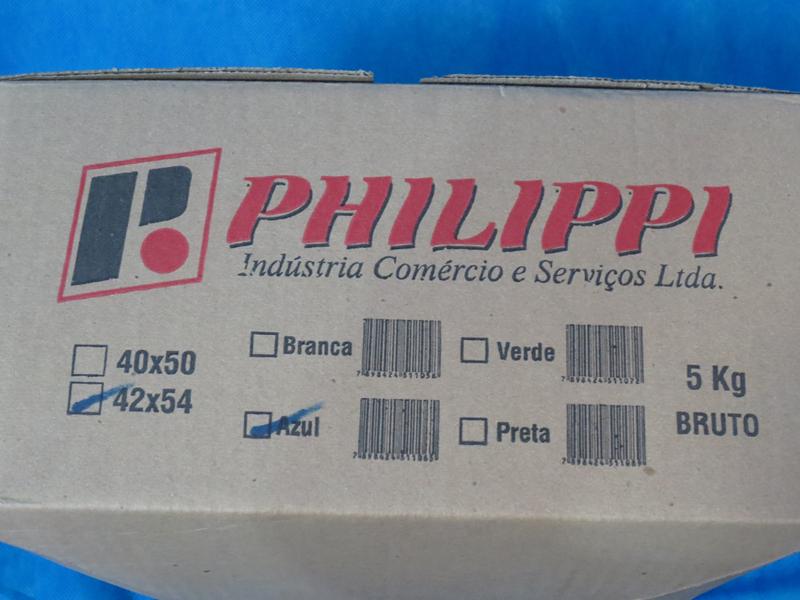 PHILIPPI
Indústria Comércio e Serviços Ltda.
40x50
42x54
Branca
Verde
Azul
Preta
5 Kg
BRUTO